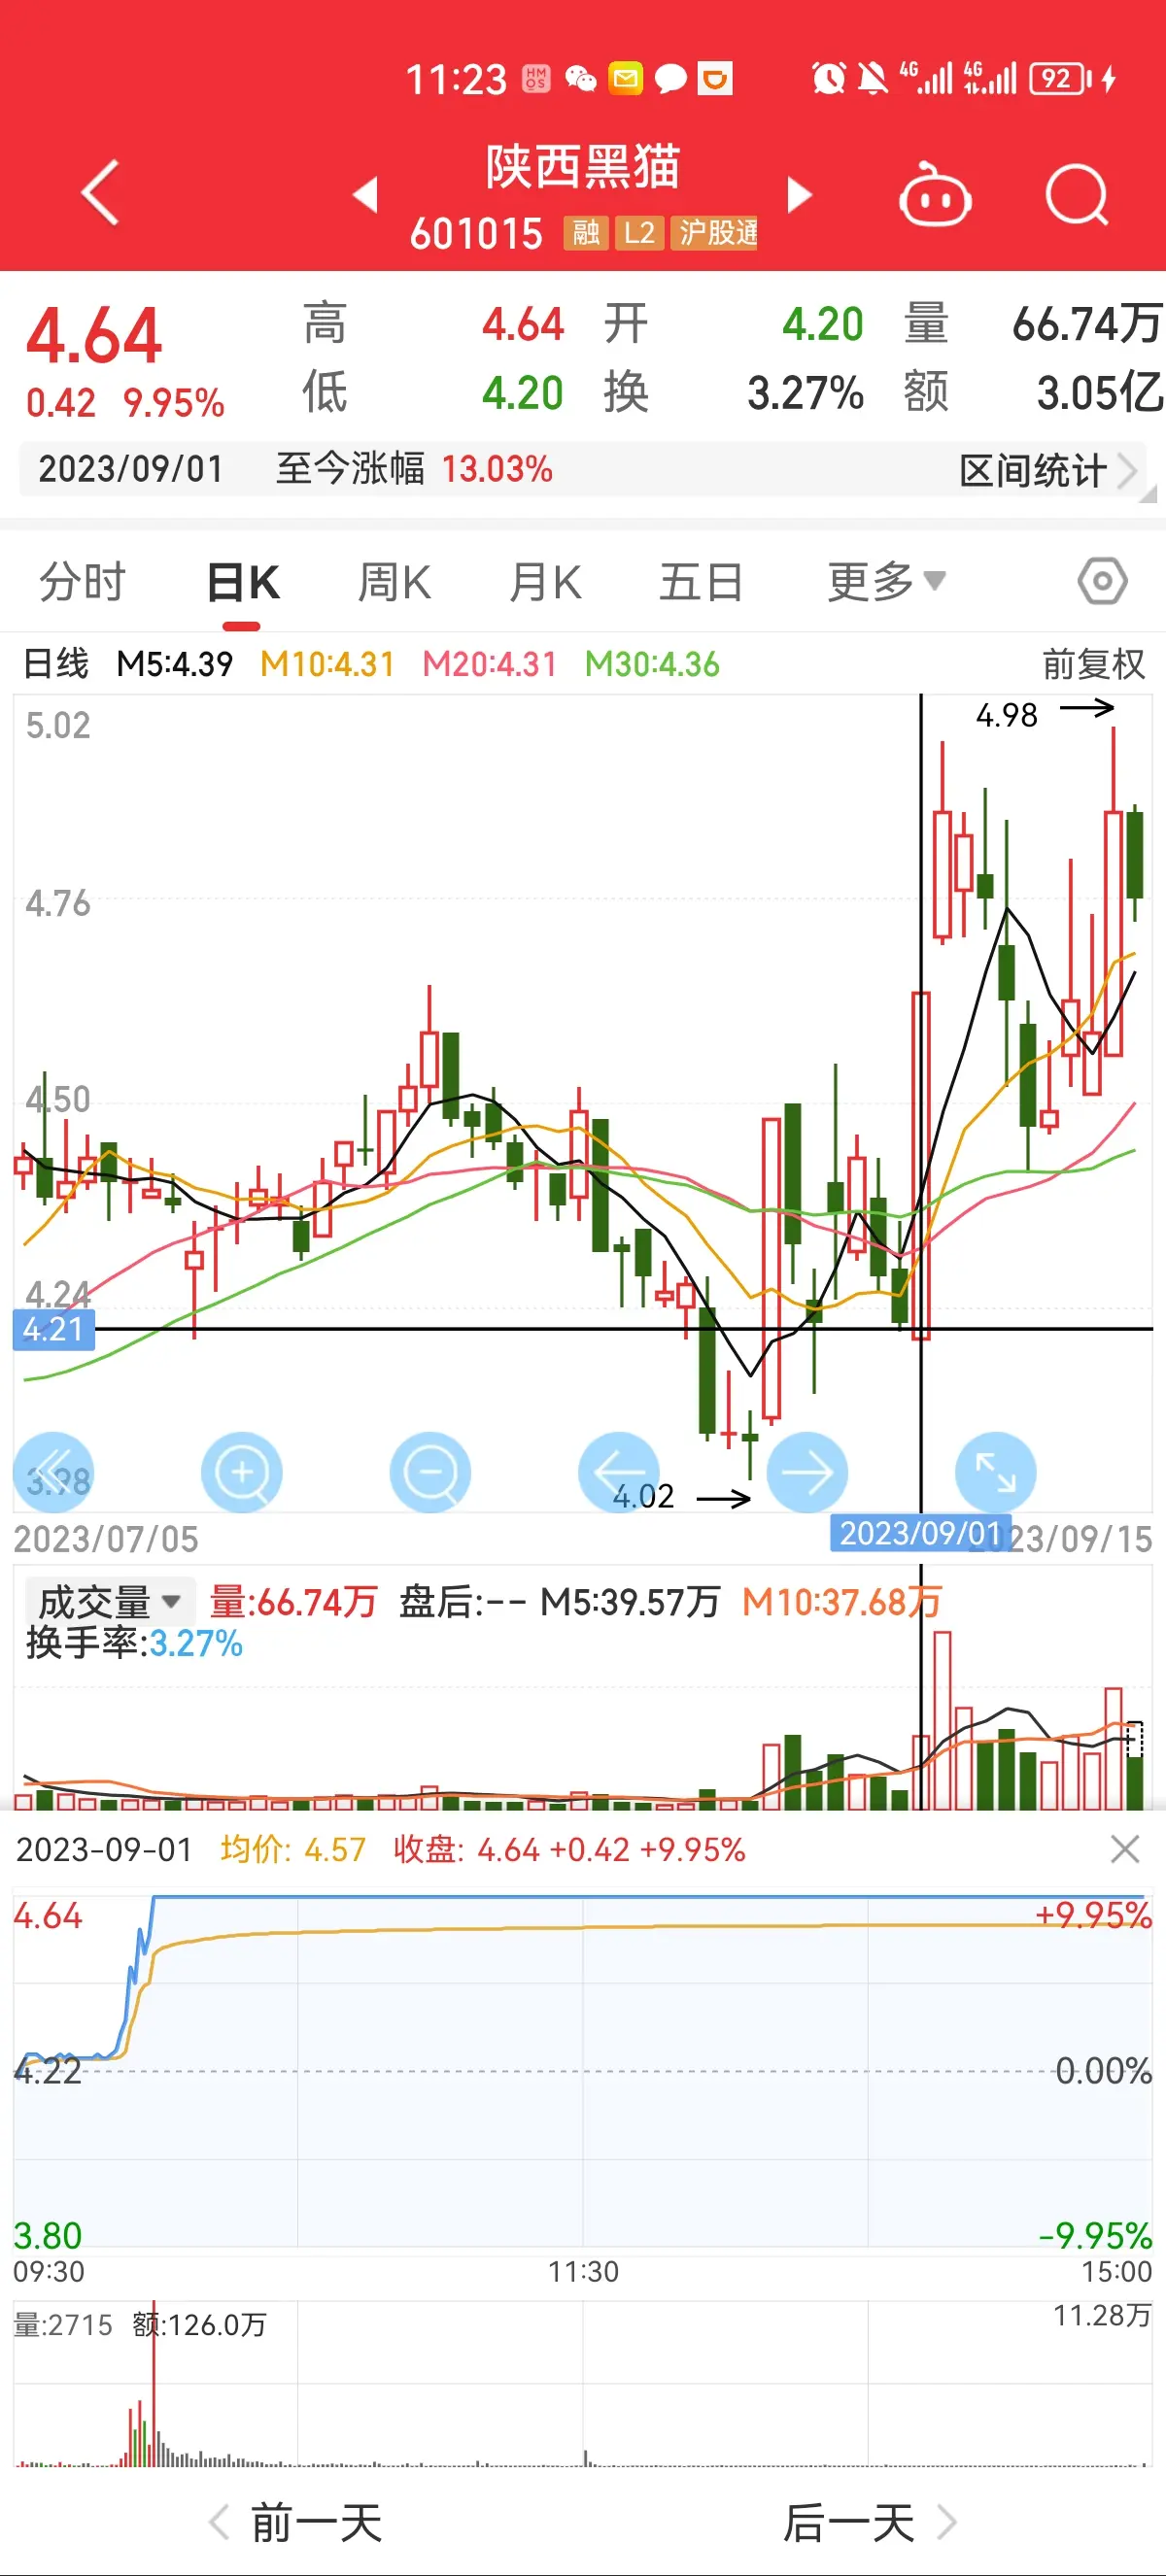 11:23 HM OS 4G 4G 92
陕西黑猫
601015 融 L2 沪股通
4.64 高 4.64 开 4.20 量 66.74万
0.42 9.95% 低 4.20 换 3.27% 额 3.05亿
2023/09/01 至今涨幅 13.03% 区间统计
分时 日K 周K 月K 五日 更多
日线 M5:4.39 M10:4.31 M20:4.31 M30:4.36 前复权
5.02
4.98
4.76
4.50
4.24
4.21
3.98
4.02
2023/07/05 2023/09/01 2023/09/15
成交量 量:66.74万 盘后:-- M5:39.57万 M10:37.68万
换手率:3.27%
2023-09-01 均价: 4.57 收盘: 4.64 +0.42 +9.95%
4.64 +9.95%
4.22 0.00%
3.80 -9.95%
09:30 11:30 15:00
量:2715 额:126.0万 11.28万
前一天 后一天